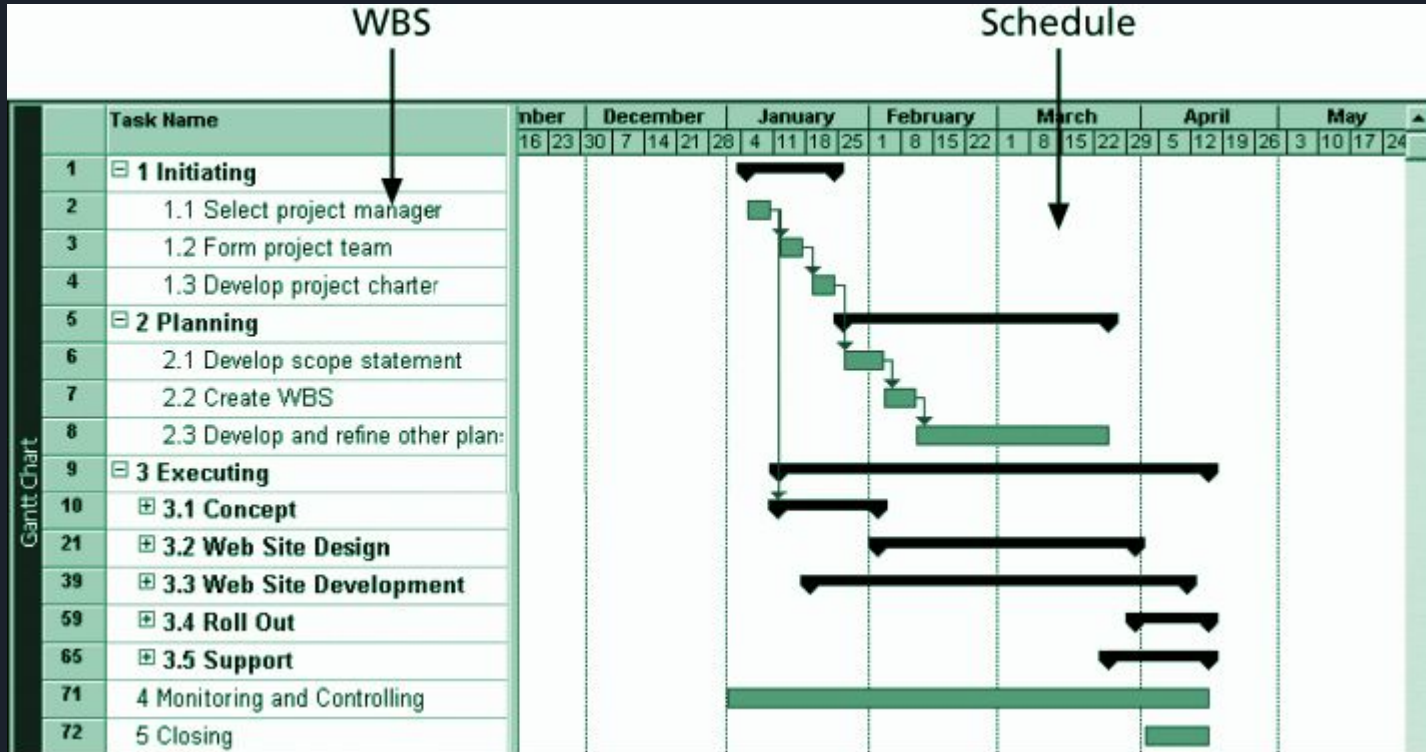 WBS
Schedule
Task Name
mber December January February March April May
16 23 30 7 14 21 28 4 11 18 25 1 8 15 22 1 8 15 22 29 5 12 19 26 3 10 17 24
1 1 Initiating
2 1.1 Select project manager
3 1.2 Form project team
4 1.3 Develop project charter
5 2 Planning
6 2.1 Develop scope statement
7 2.2 Create WBS
8 2.3 Develop and refine other plan
9 3 Executing
10 3.1 Concept
21 3.2 Web Site Design
39 3.3 Web Site Development
59 3.4 Roll Out
65 3.5 Support
71 4 Monitoring and Controlling
72 5 Closing
Gantt Chart